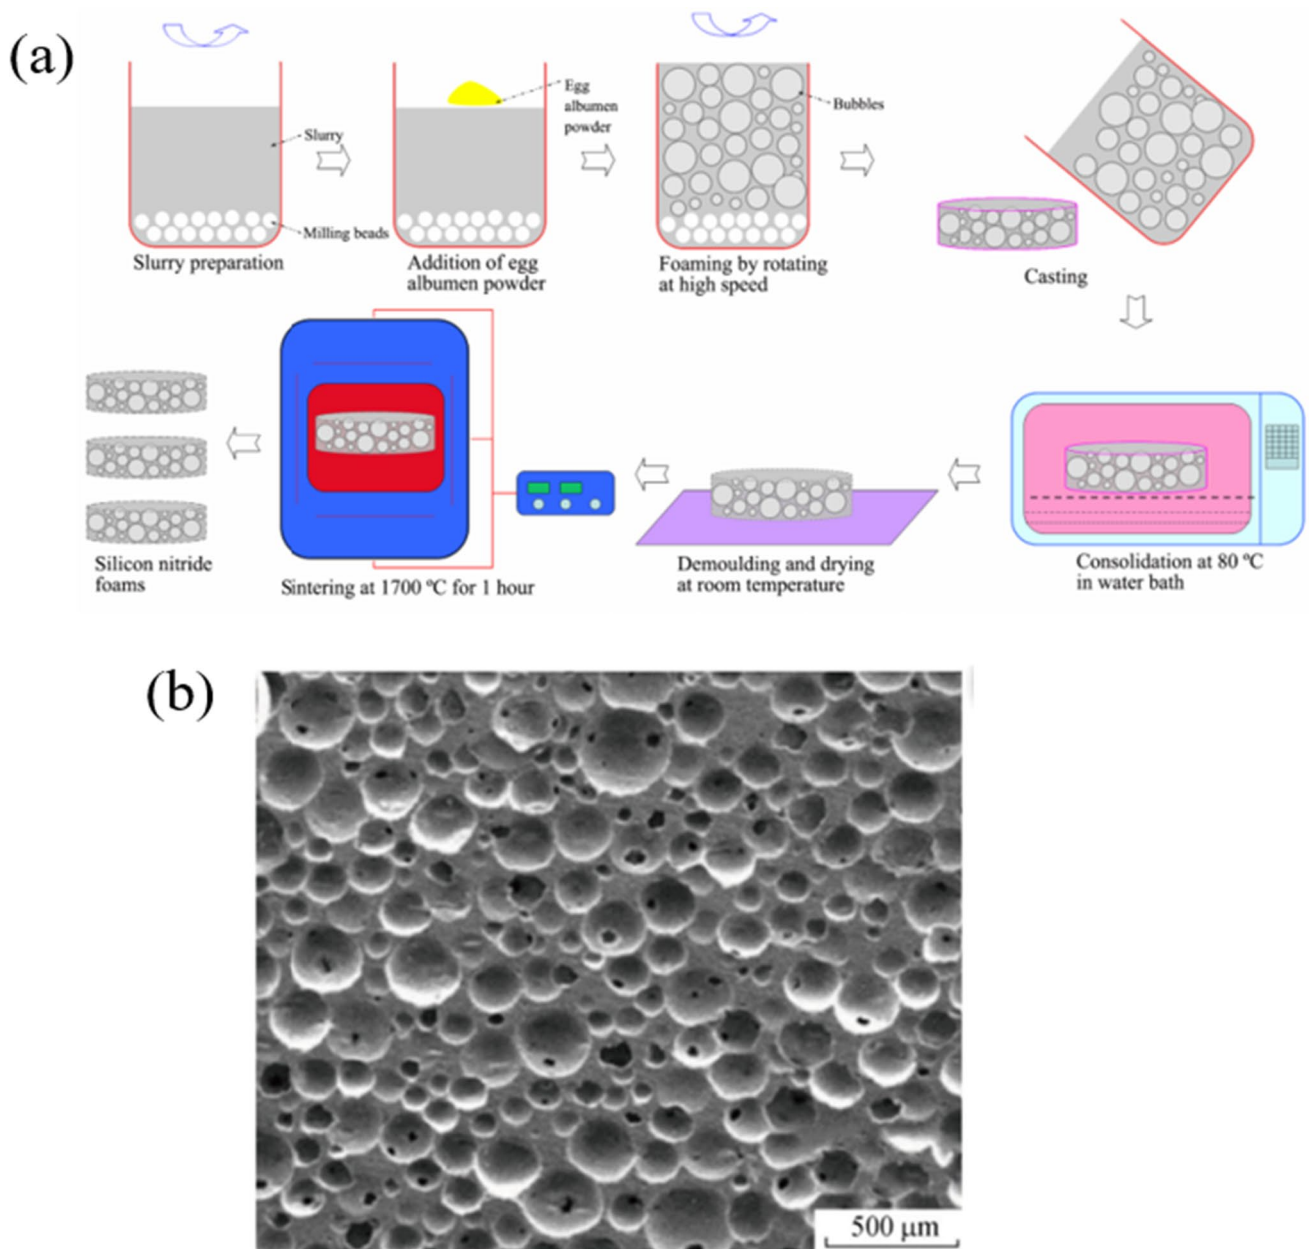 (a)
Slurry
Milling beads
Slurry preparation
Egg
albumen
powder
Addition of egg
albumen powder
Bubbles
Foaming by rotating
at high speed
Casting
Consolidation at 80 ℃
in water bath
Demoulding and drying
at room temperature
Sintering at 1700 ℃ for 1 hour
Silicon nitride
foams
(b)
500 μm